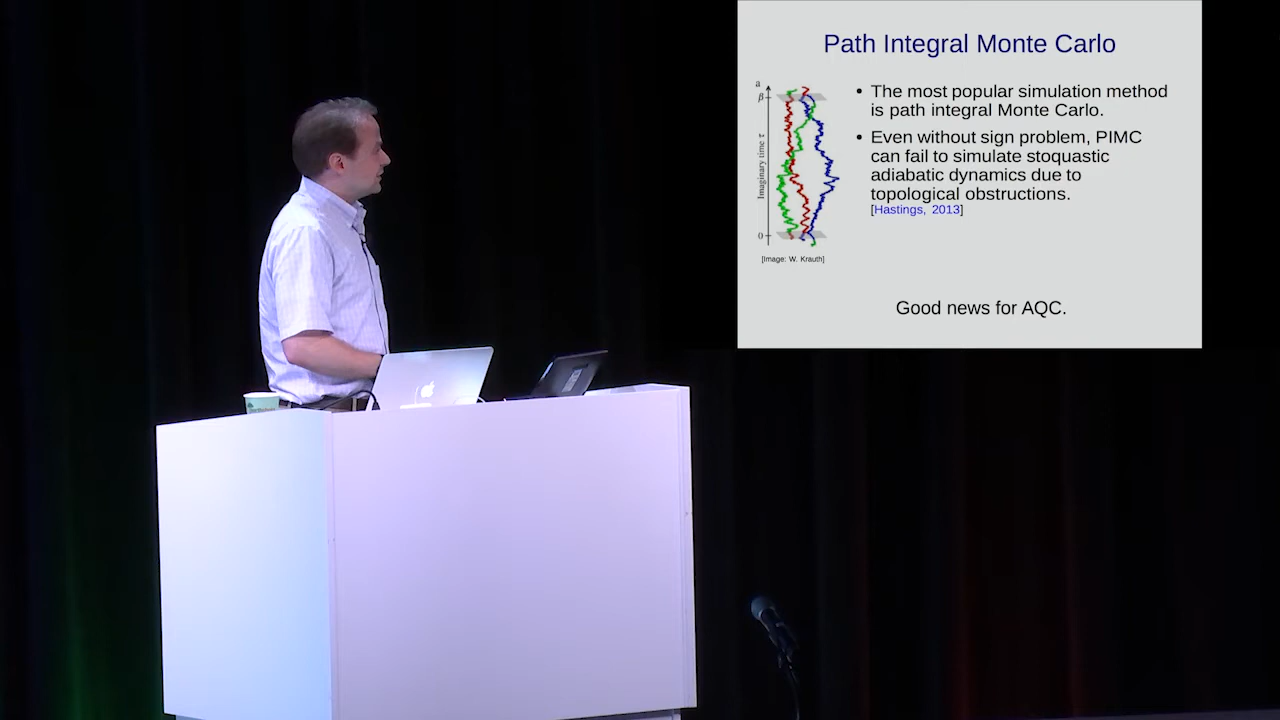 Path Integral Monte Carlo
a
β
Imaginary time τ
0
[Image: W. Krauth]
• The most popular simulation method
is path integral Monte Carlo.
• Even without sign problem, PIMC
can fail to simulate stoquastic
adiabatic dynamics due to
topological obstructions.
[Hastings, 2013]
Good news for AQC.